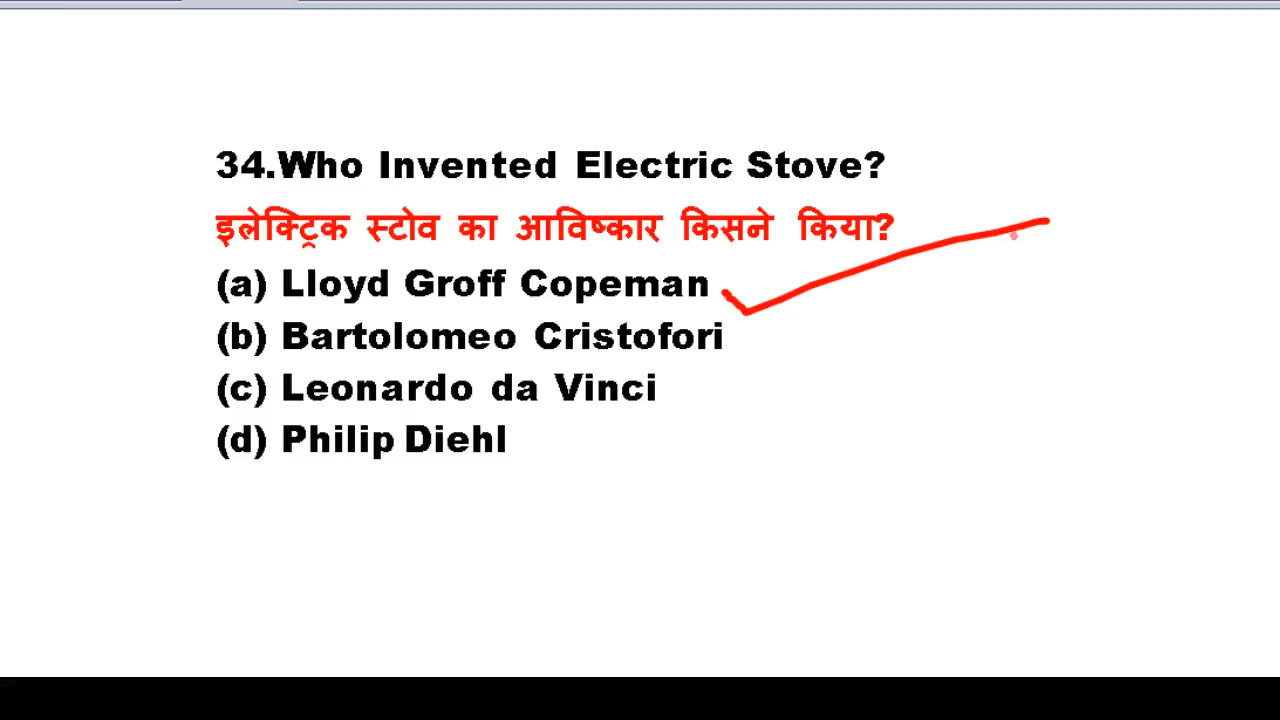 34.Who Invented Electric Stove?
इलेक्ट्रिक स्टोव का आविष्कार किसने किया?
(a) Lloyd Groff Copeman
(b) Bartolomeo Cristofori
(c) Leonardo da Vinci
(d) Philip Diehl